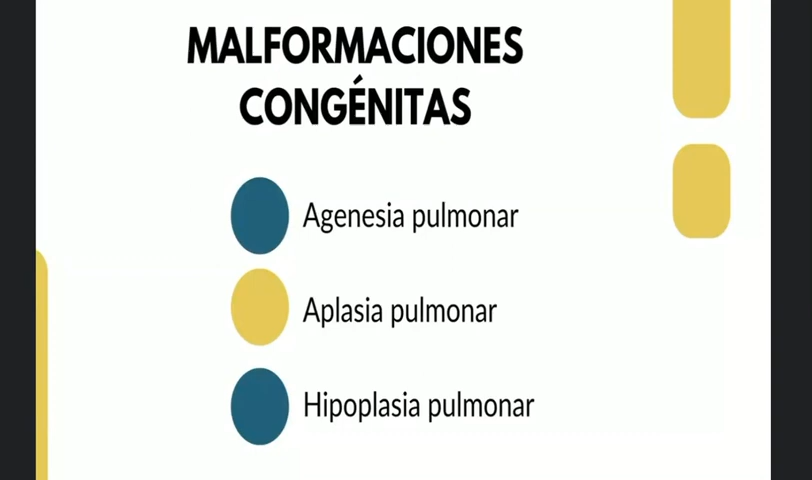 MALFORMACIONES
CONGÉNITAS
Agenesia pulmonar
Aplasia pulmonar
Hipoplasia pulmonar